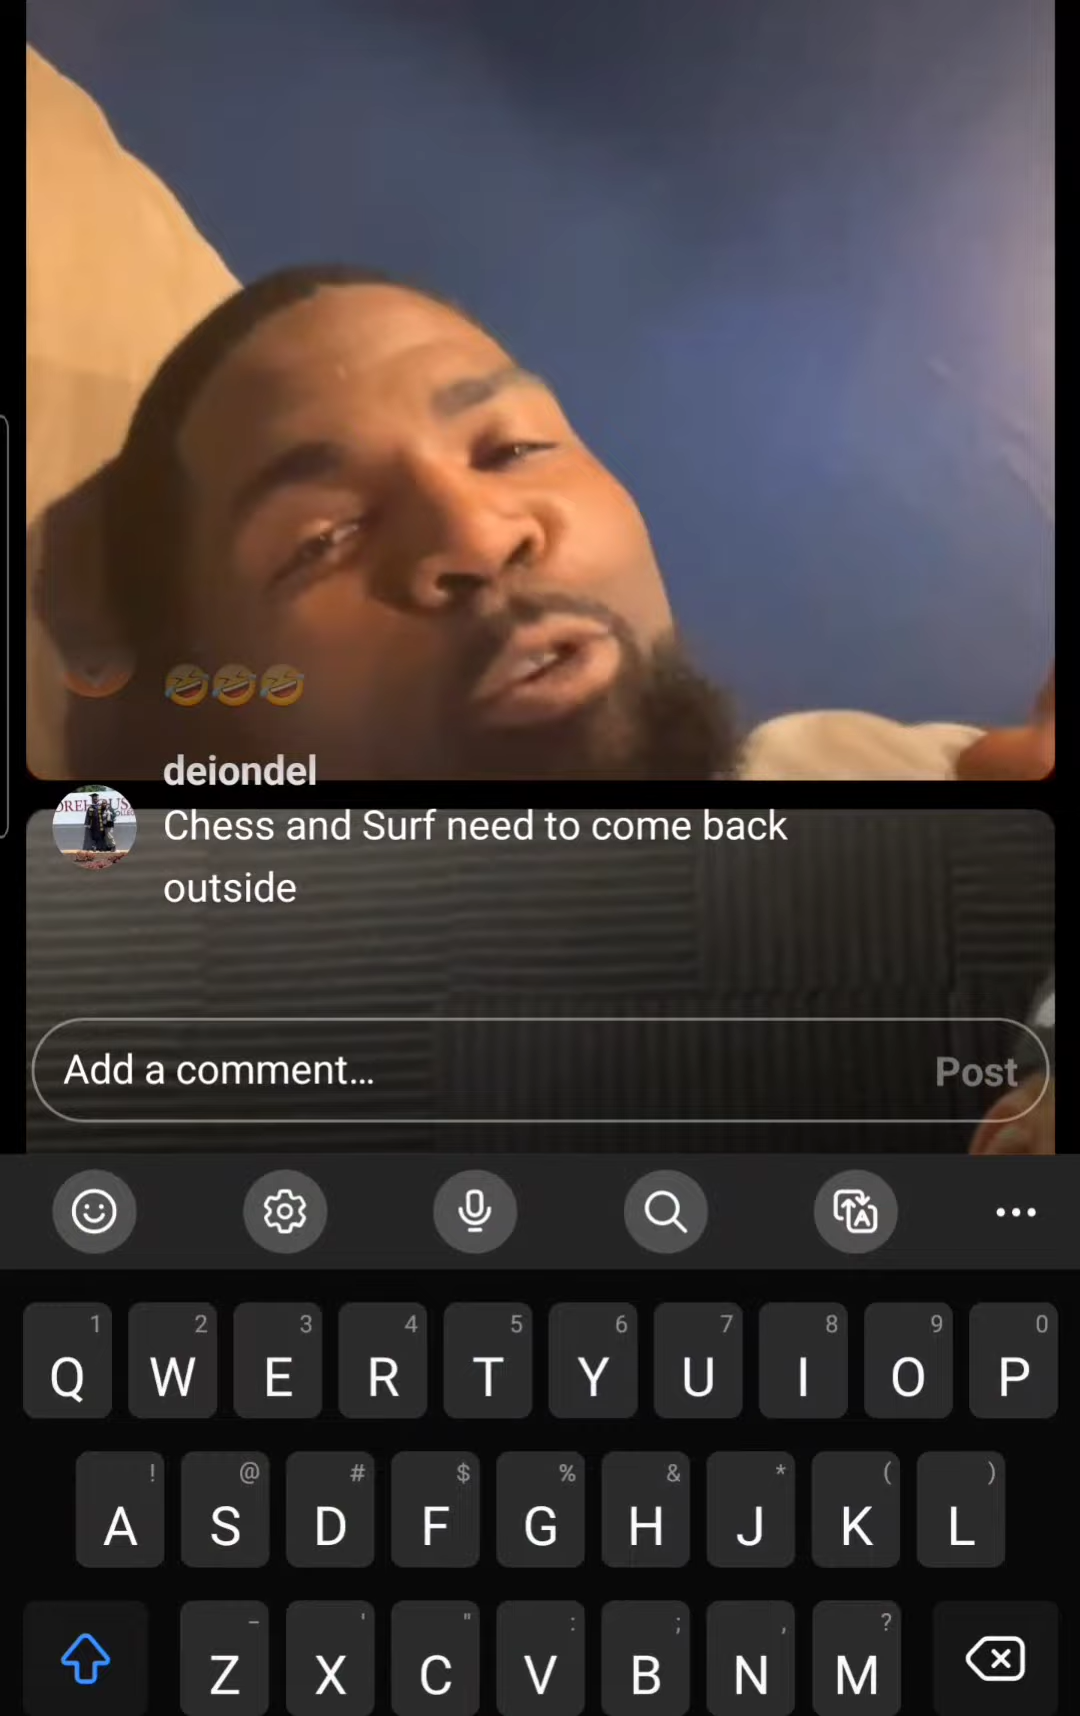 🤣🤣🤣
deiondel
Chess and Surf need to come back
outside
Add a comment...
Post
1 2 3 4 5 6 7 8 9 0
Q W E R T Y U I O P
! @ # $ % & * ( )
A S D F G H J K L
- ' " : ; , ?
Z X C V B N M